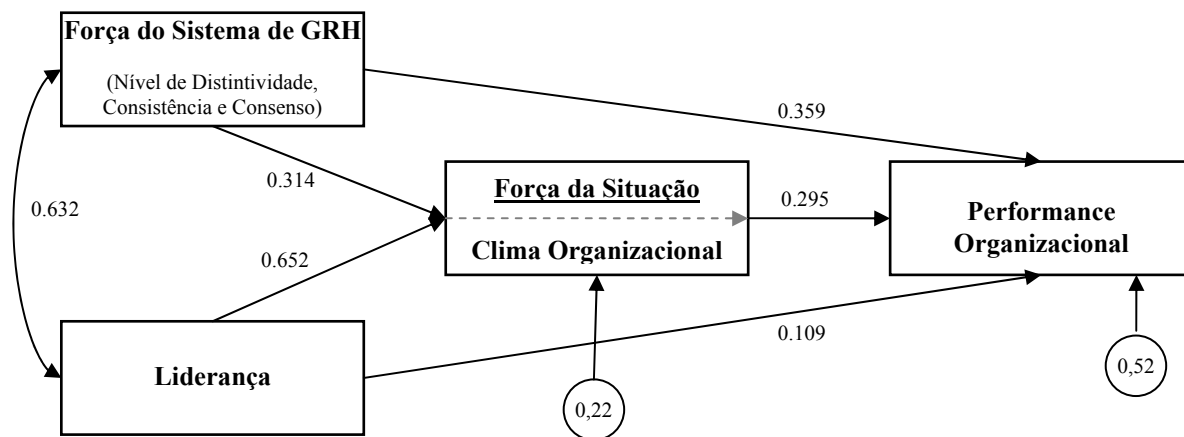 Força do Sistema de GRH
(Nível de Distintividade,
Consistência e Consenso)
0.359
0.314
Força da Situação
Clima Organizacional
0.295
Performance
Organizacional
0.632
0.652
0.109
Liderança
0,22
0,52